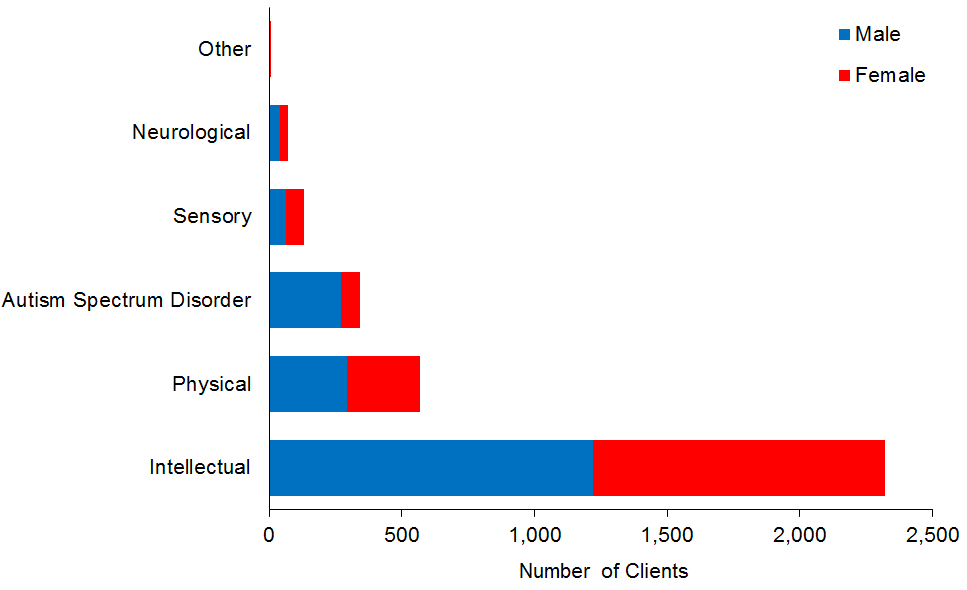 Male
Female
Other
Neurological
Sensory
Autism Spectrum Disorder
Physical
Intellectual
0 500 1,000 1,500 2,000 2,500
Number of Clients